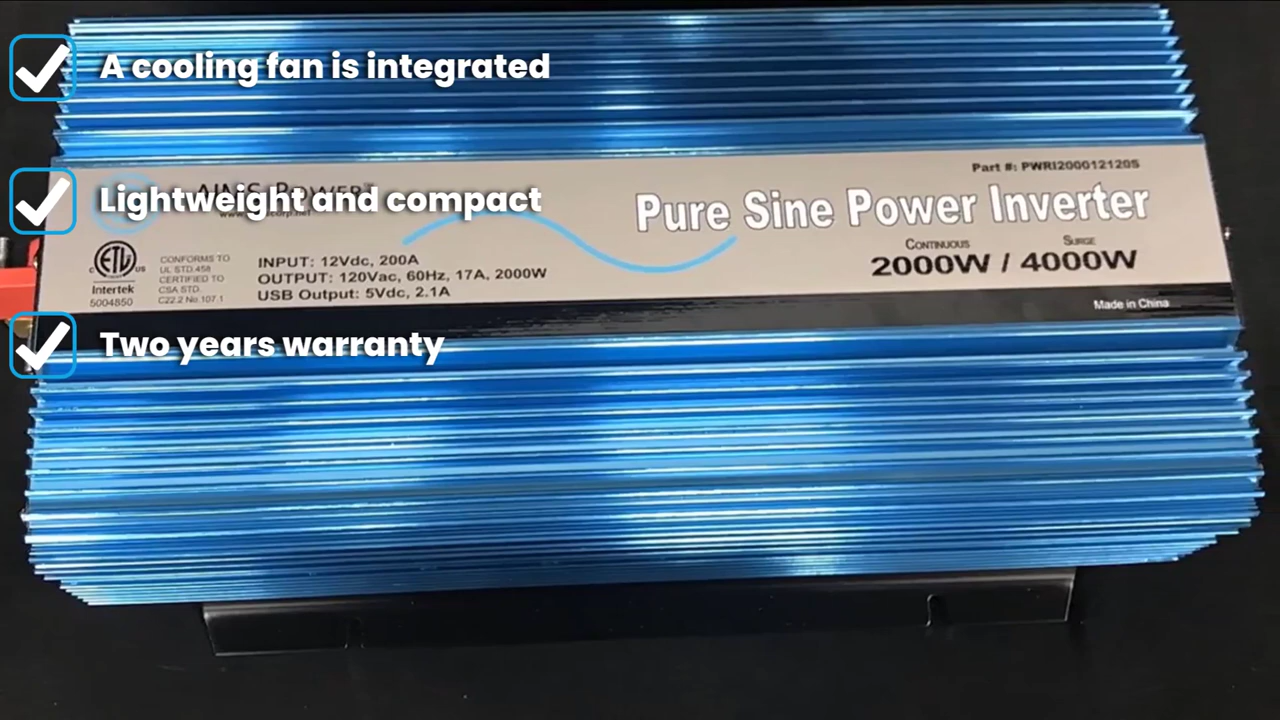 A cooling fan is integrated
Part #: PWRI200012120S
Lightweight and compact
Pure Sine Power Inverter
Continuous Surge
2000W / 4000W
ETL
C US
Intertek
5004850
CONFORMS TO
UL STD.458
CERTIFIED TO
CSA STD.
C22.2 No.107.1
INPUT: 12Vdc, 200A
OUTPUT: 120Vac, 60Hz, 17A, 2000W
USB Output: 5Vdc, 2.1A
Made in China
Two years warranty